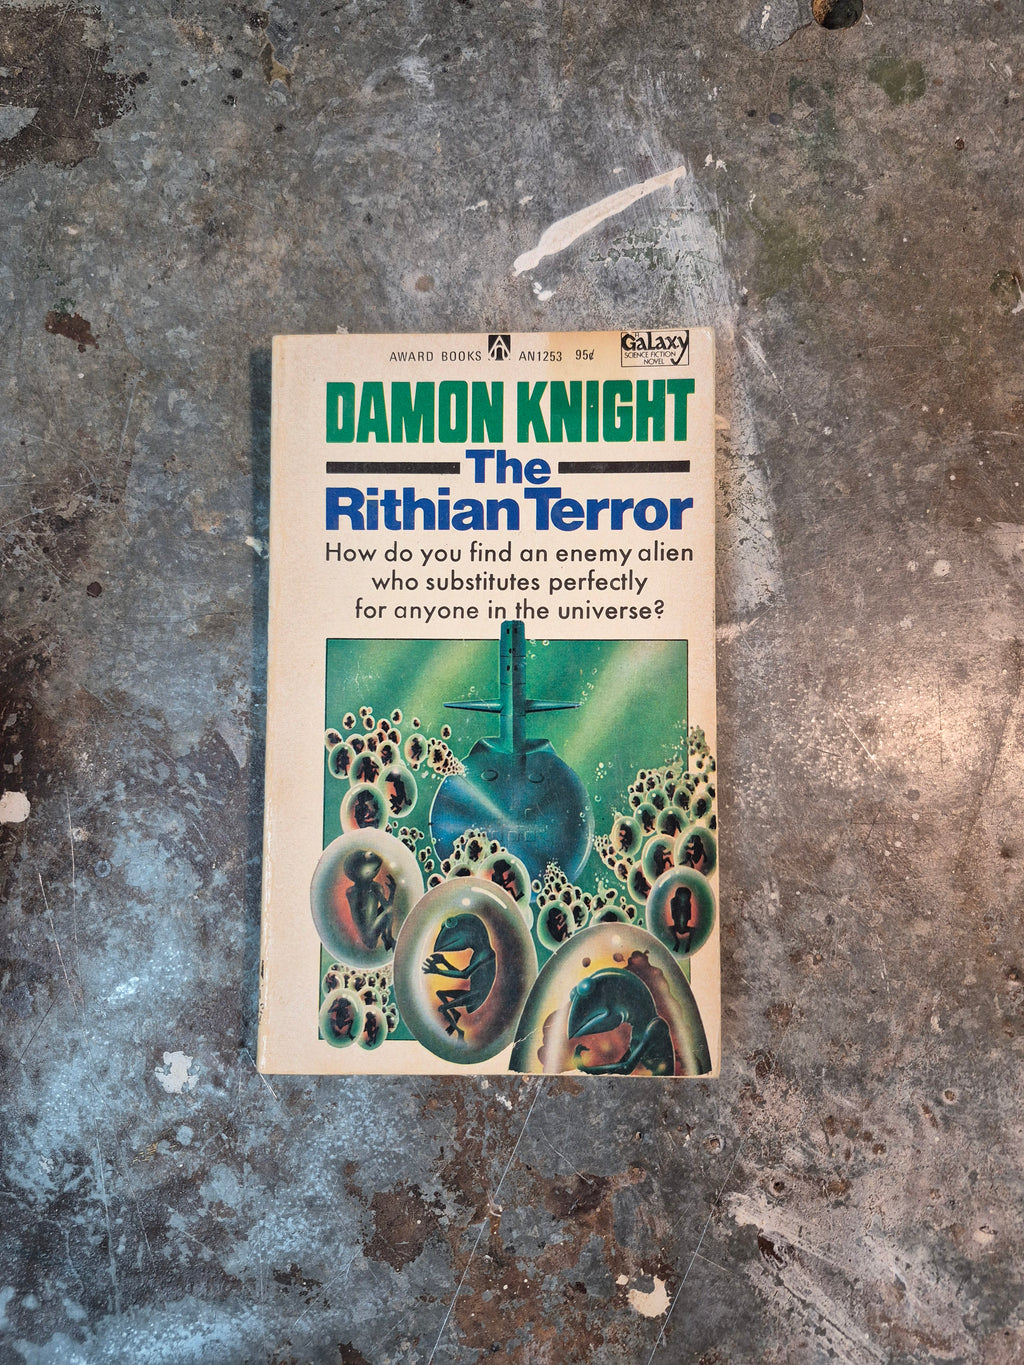 AWARD BOOKS AN1253 95¢
A GaLaxy
SCIENCE FICTION
NOVEL
DAMON KNIGHT
The
Rithian Terror
How do you find an enemy alien
who substitutes perfectly
for anyone in the universe?